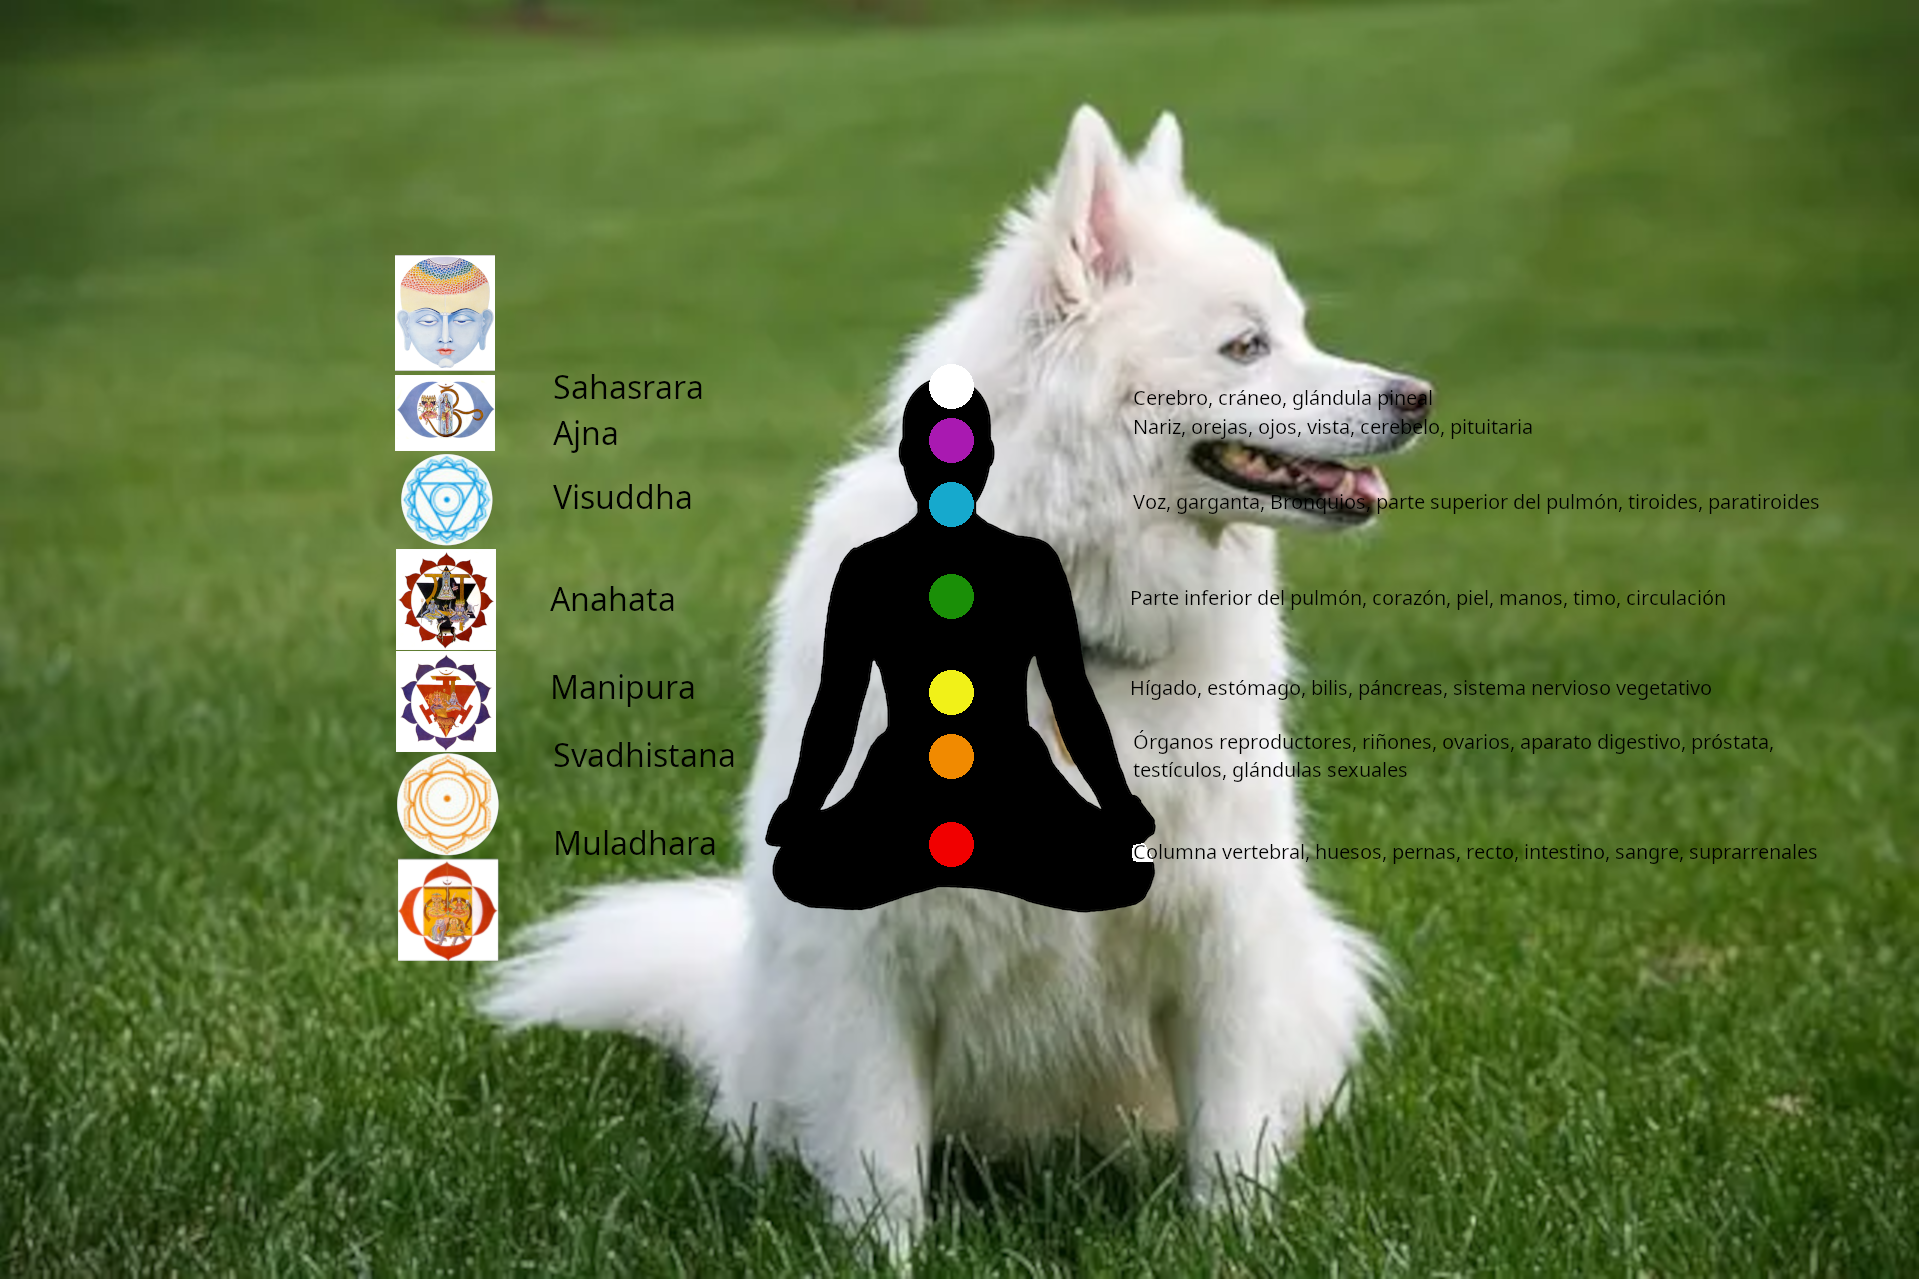 Sahasrara
Cerebro, cráneo, glándula pineal
Ajna
Nariz, orejas, ojos, vista, cerebelo, pituitaria
Visuddha
Voz, garganta, Bronquios, parte superior del pulmón, tiroides, paratiroides
Anahata
Parte inferior del pulmón, corazón, piel, manos, timo, circulación
Manipura
Hígado, estómago, bilis, páncreas, sistema nervioso vegetativo
Svadhistana
Órganos reproductores, riñones, ovarios, aparato digestivo, próstata,
testículos, glándulas sexuales
Muladhara
Columna vertebral, huesos, pernas, recto, intestino, sangre, suprarrenales